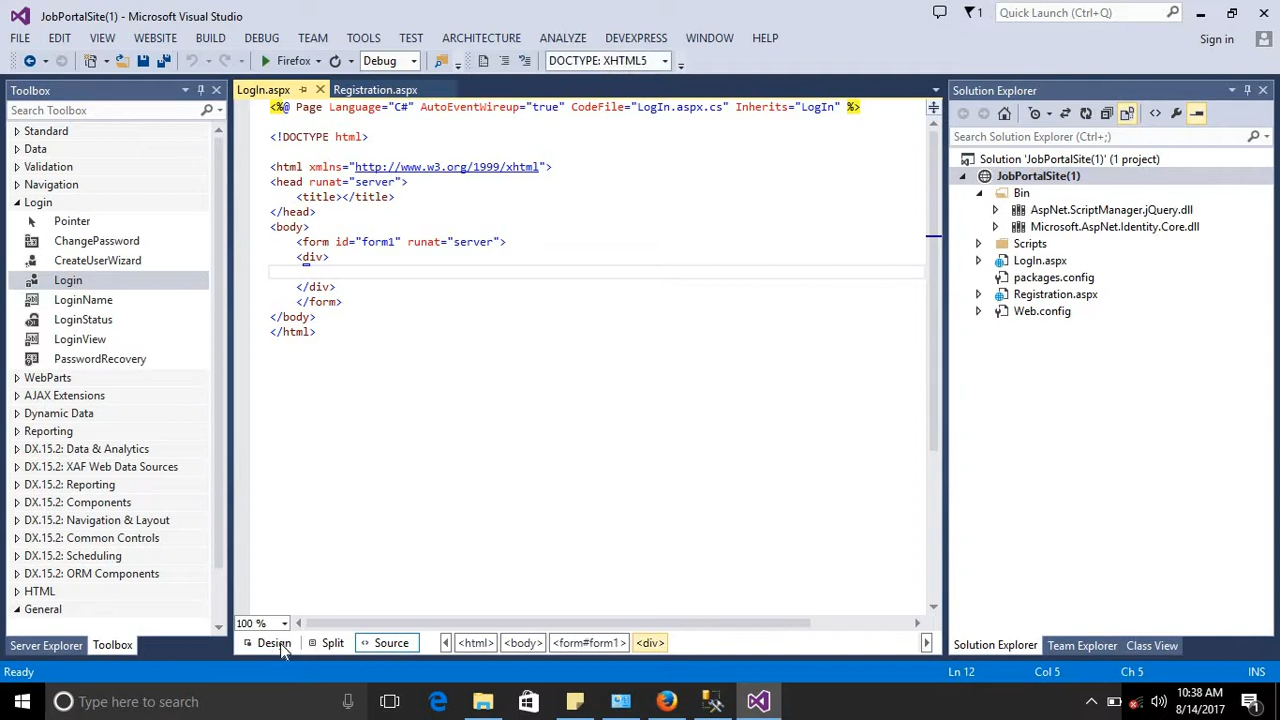 JobPortalSite(1) - Microsoft Visual Studio
1
Quick Launch (Ctrl+Q)
FILE EDIT VIEW WEBSITE BUILD DEBUG TEAM TOOLS TEST ARCHITECTURE ANALYZE DEVEXPRESS WINDOW HELP
Sign in
Firefox
Debug
DOCTYPE: XHTML5
Toolbox
Search Toolbox
Standard
Data
Validation
Navigation
Login
Pointer
ChangePassword
CreateUserWizard
Login
LoginName
LoginStatus
LoginView
PasswordRecovery
WebParts
AJAX Extensions
Dynamic Data
Reporting
DX.15.2: Data & Analytics
DX.15.2: XAF Web Data Sources
DX.15.2: Reporting
DX.15.2: Components
DX.15.2: Navigation & Layout
DX.15.2: Common Controls
DX.15.2: Scheduling
DX.15.2: ORM Components
HTML
General
Server Explorer Toolbox
LogIn.aspx Registration.aspx
<%@ Page Language="C#" AutoEventWireup="true" CodeFile="LogIn.aspx.cs" Inherits="LogIn" %>
<!DOCTYPE html>
<html xmlns="http://www.w3.org/1999/xhtml">
<head runat="server">
<title></title>
</head>
<body>
<form id="form1" runat="server">
<div>
</div>
</form>
</body>
</html>
100 %
Design Split Source <html> <body> <form#form1> <div>
Solution Explorer
Search Solution Explorer (Ctrl+;)
Solution 'JobPortalSite(1)' (1 project)
JobPortalSite(1)
Bin
AspNet.ScriptManager.jQuery.dll
Microsoft.AspNet.Identity.Core.dll
Scripts
LogIn.aspx
packages.config
Registration.aspx
Web.config
Solution Explorer Team Explorer Class View
Ready
Ln 12 Col 5 Ch 5 INS
Type here to search
10:38 AM
8/14/2017
1